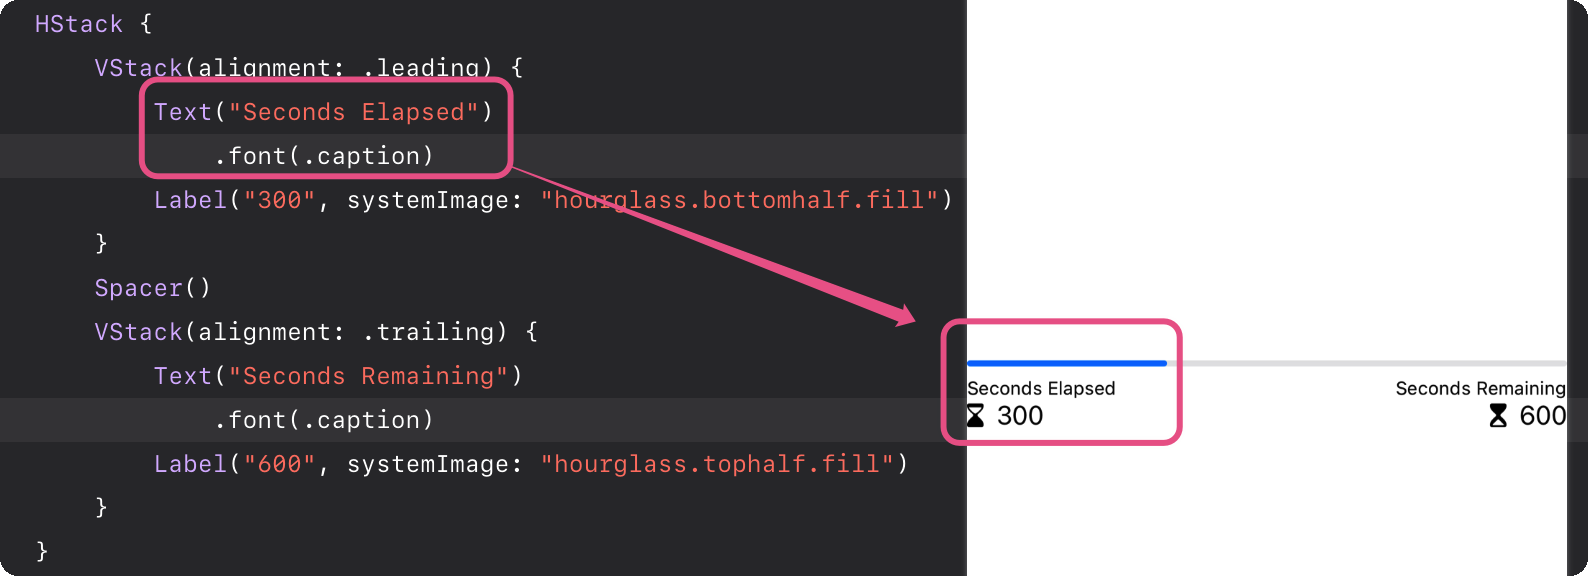 HStack {
VStack(alignment: .leading) {
Text("Seconds Elapsed")
.font(.caption)
Label("300", systemImage: "hourglass.bottomhalf.fill")
}
Spacer()
VStack(alignment: .trailing) {
Text("Seconds Remaining")
.font(.caption)
Label("600", systemImage: "hourglass.tophalf.fill")
}
}
Seconds Elapsed
300
Seconds Remaining
600